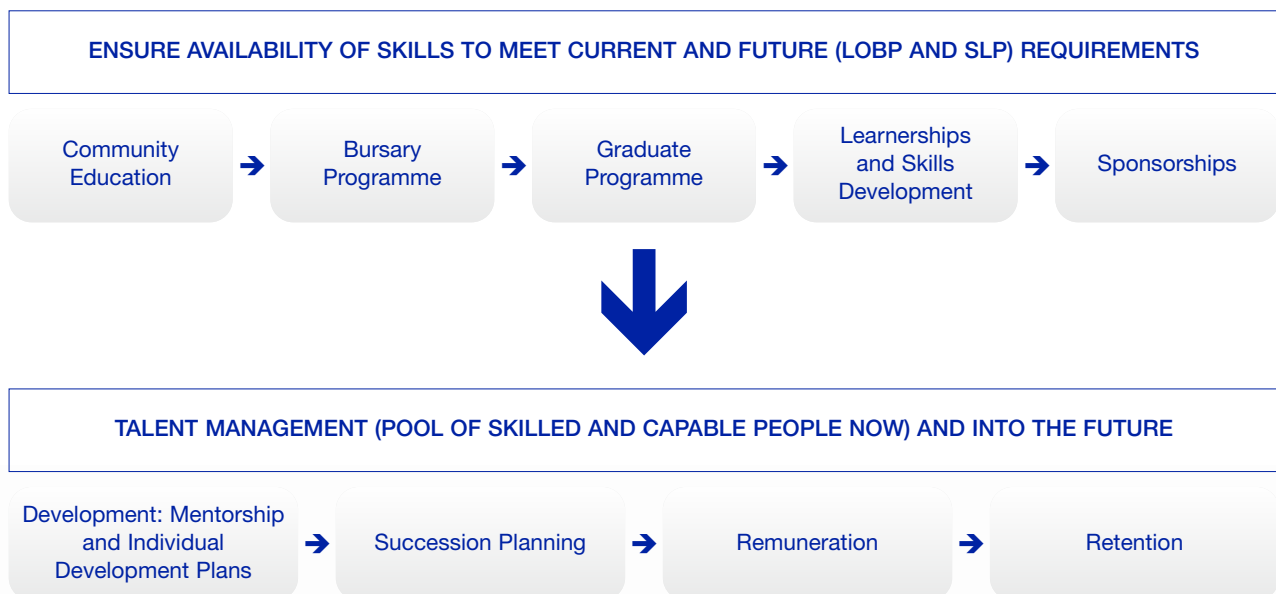 ENSURE AVAILABILITY OF SKILLS TO MEET CURRENT AND FUTURE (LOBP AND SLP) REQUIREMENTS
Community
Education
Bursary
Programme
Graduate
Programme
Learnerships
and Skills
Development
Sponsorships
TALENT MANAGEMENT (POOL OF SKILLED AND CAPABLE PEOPLE NOW) AND INTO THE FUTURE
Development: Mentorship
and Individual
Development Plans
Succession Planning
Remuneration
Retention